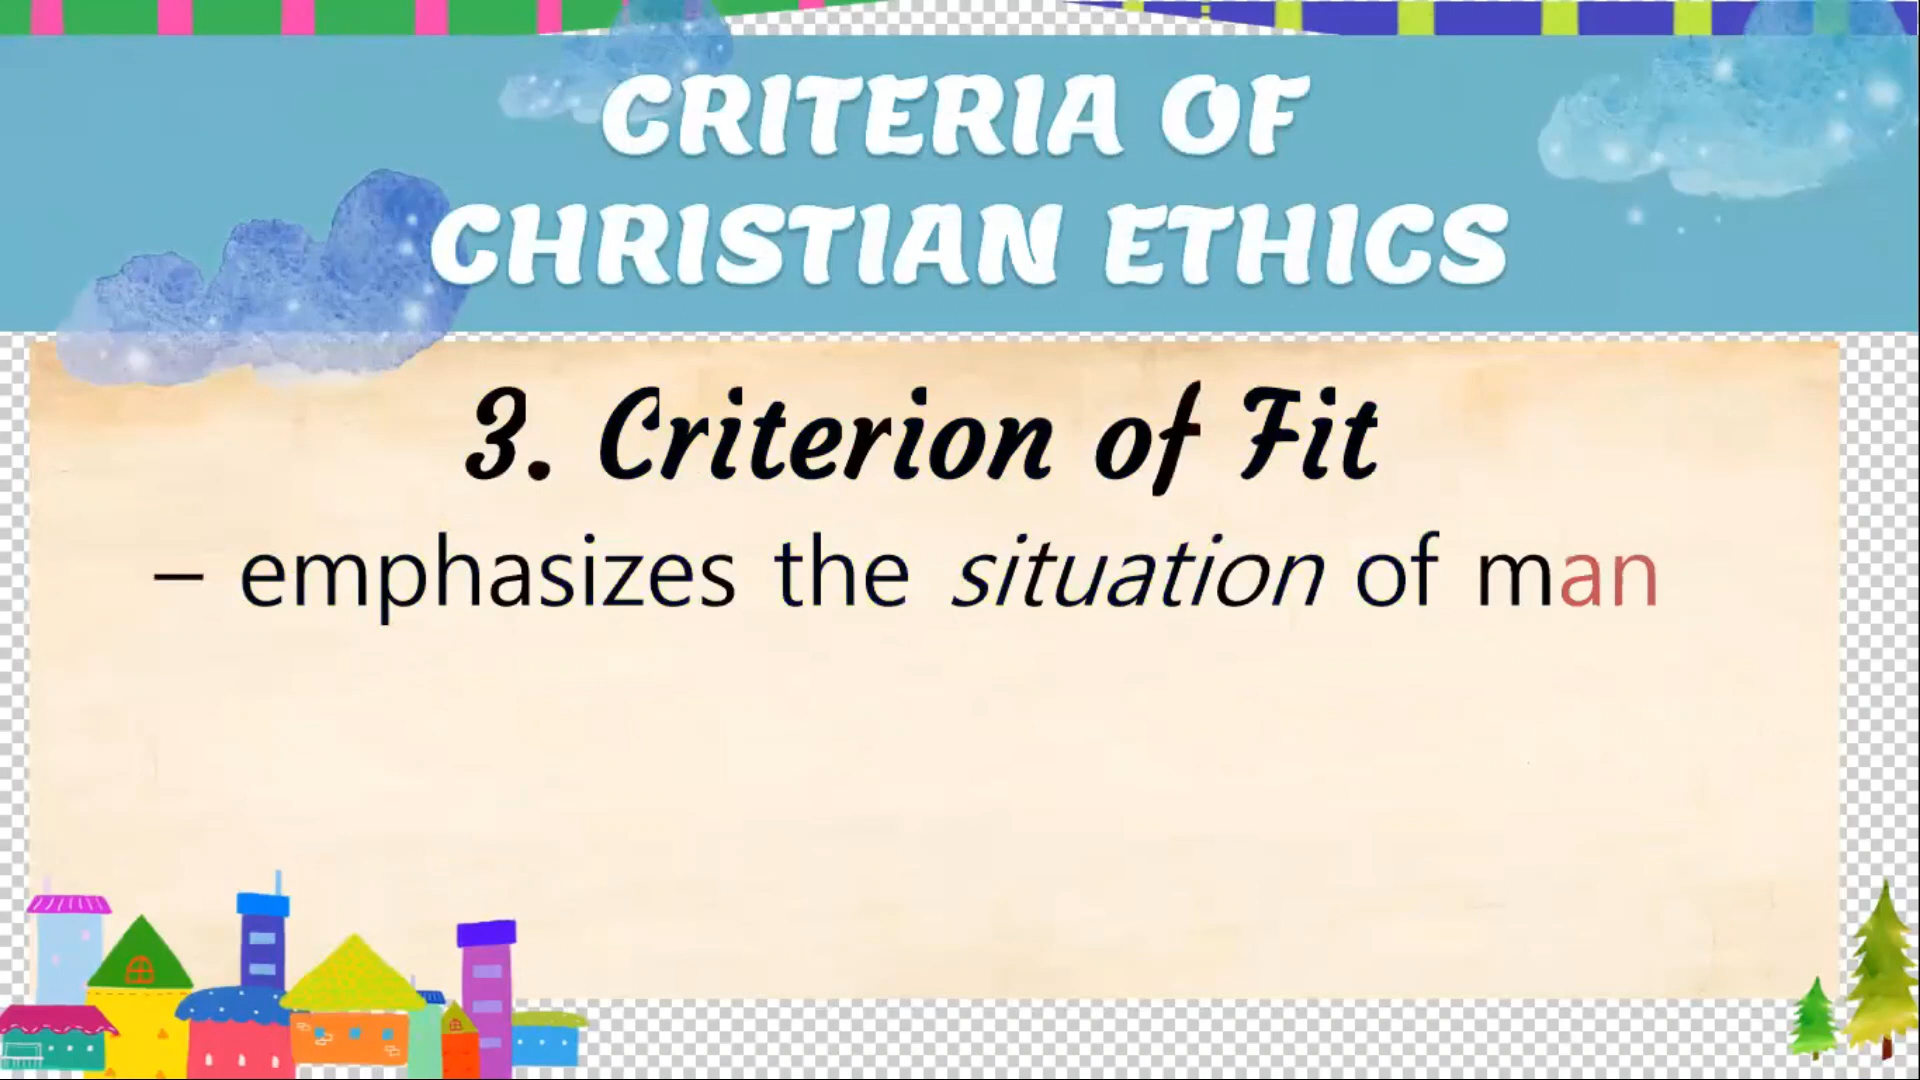 CRITERIA OF
CHRISTIAN ETHICS
3. Criterion of Fit
– emphasizes the situation of man